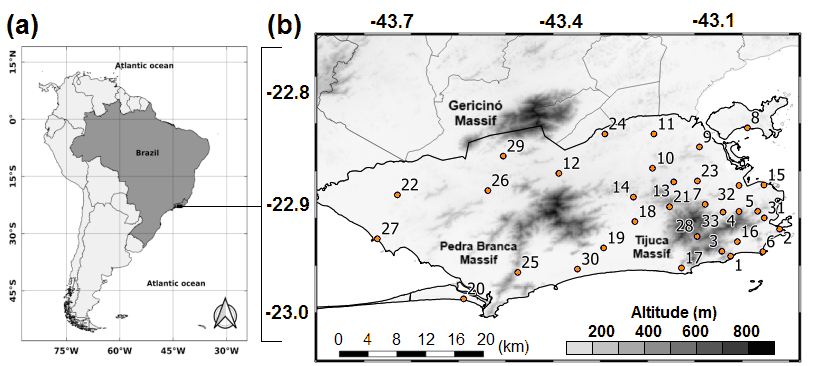 (a)
(b)
-43.7
-43.4
-43.1
15°N
0°
15°S
30°S
45°S
75°W
60°W
45°W
30°W
Atlantic ocean
Brazil
Atlantic ocean
-22.8
-22.9
-23.0
Gericinó
Massif
8
24
11
9
29
12
10
23
15
22
26
14
13
21
7
32
5
31
18
28
33
4
2
27
Pedra Branca
Massif
19
Tijuca
Massif
3
16
6
25
30
17
1
20
Altitude (m)
200 400 600 800
0 4 8 12 16 20 (km)